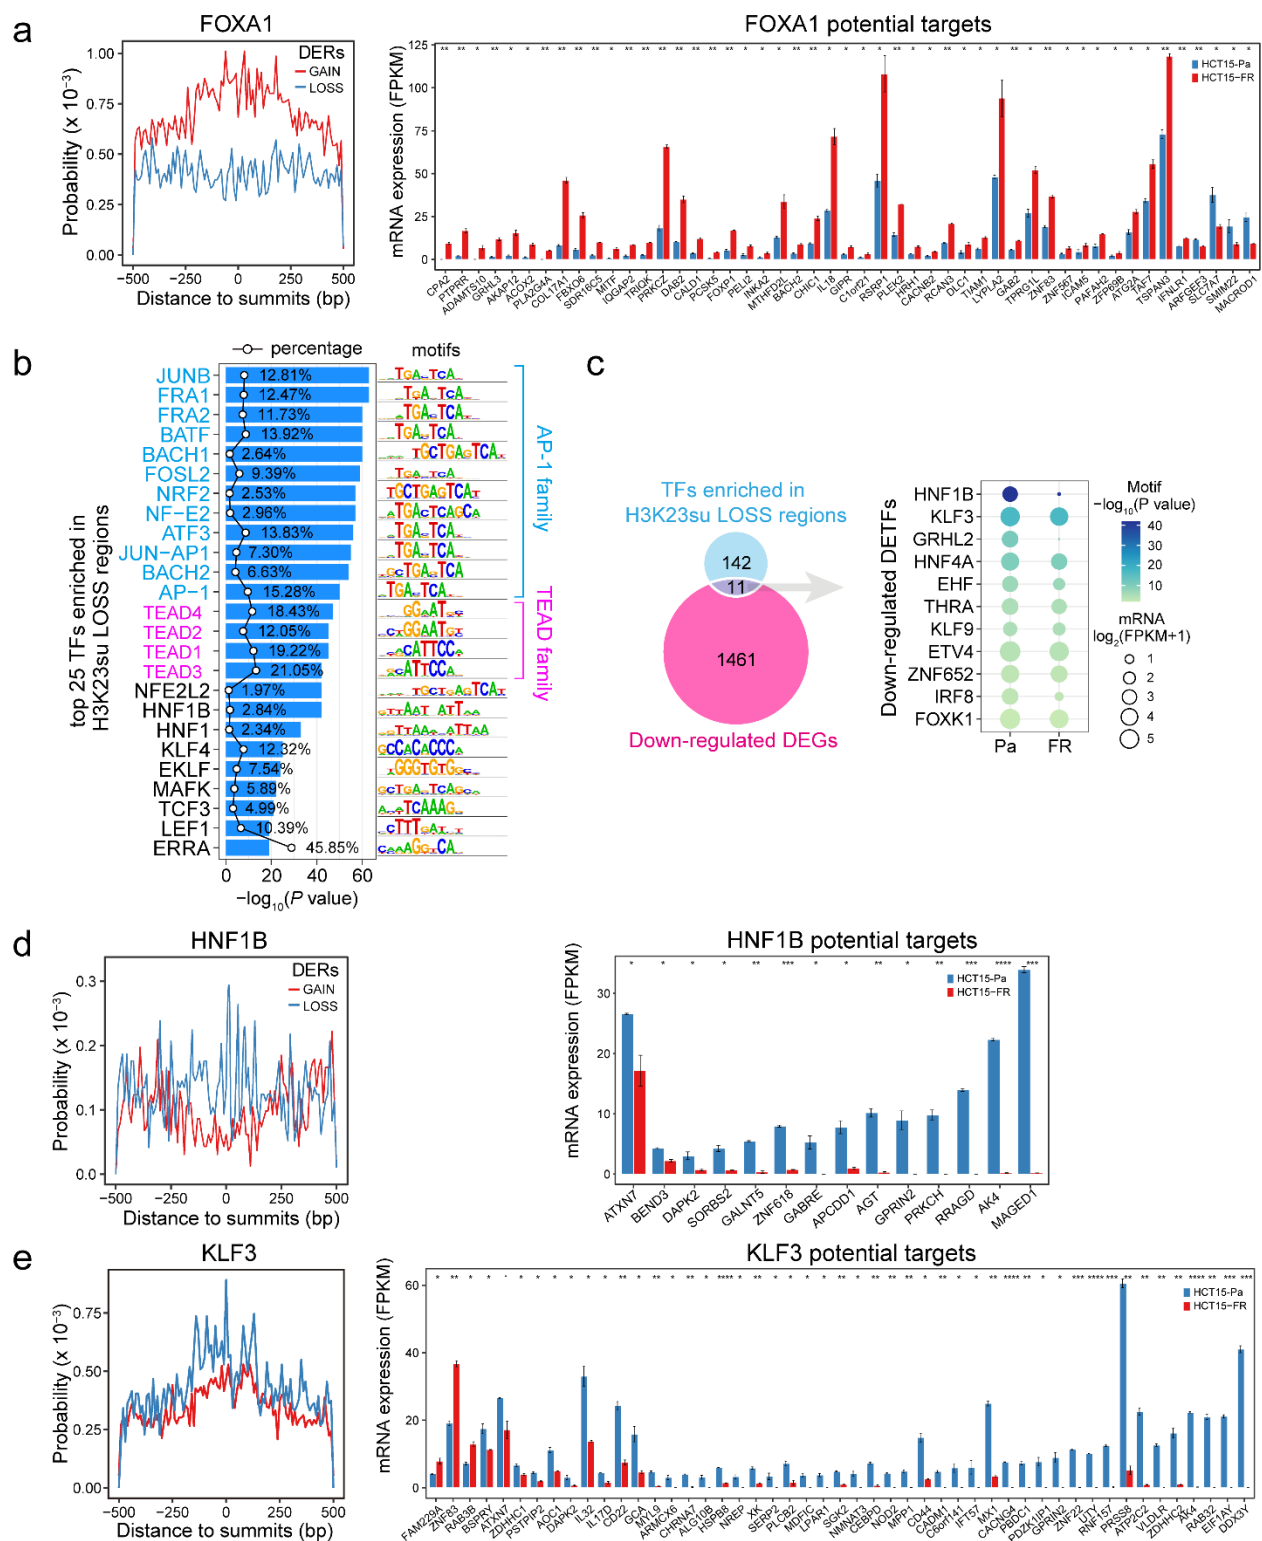 a
FOXA1
DERs
GAIN
LOSS
1.00
0.75
0.50
0.25
0.00
Probability (x 10⁻³)
−500 −250 0 250 500
Distance to summits (bp)
FOXA1 potential targets
HCT15-Pa
HCT15−FR
125
100
75
50
25
0
mRNA expression (FPKM)
CPA2 PTPRR ADAMTS10 GRHL3 AKAP12 ACOX2 PLA2G4A COL17A1 FBXO6 SDR16C5 MITF IQGAP2 TRIQK PRKCZ DAB2 CALD1 PCSK5 FOXP1 PELI2 INKA2 MTHFD2L BACH2 CHIC1 IL18 GIPR C1orf21 RSRP1 PLEK2 HRH1 CACNB2 RCAN3 DLC1 TIAM1 LYPLA2 GAB2 TPRG1L ZNF83 ZNF567 ICAM5 PAFAH2 ZFP69B ATG2A TAF7 TSPAN3 IFNLR1 ARFGEF3 SLC7A7 SMIM22 MACROD1
b
percentage
motifs
top 25 TFs enriched in
H3K23su LOSS regions
JUNB 12.81%
FRA1 12.47%
FRA2 11.73%
BATF 13.92%
BACH1 2.64%
FOSL2 9.39%
NRF2 2.53%
NF−E2 2.96%
ATF3 13.83%
JUN−AP1 7.30%
BACH2 6.63%
AP−1 15.28%
TEAD4 18.43%
TEAD2 12.05%
TEAD1 19.22%
TEAD3 21.05%
NFE2L2 1.97%
HNF1B 2.84%
HNF1 2.34%
KLF4 12.32%
EKLF 7.54%
MAFK 5.89%
TCF3 4.99%
LEF1 10.39%
ERRA 45.85%
AP-1 family
TEAD family
0 20 40 60
−log₁₀(P value)
c
TFs enriched in
H3K23su LOSS regions
142
11
1461
Down-regulated DEGs
Down-regulated DETFs
HNF1B
KLF3
GRHL2
HNF4A
EHF
THRA
KLF9
ETV4
ZNF652
IRF8
FOXK1
Pa FR
Motif
−log₁₀(P value)
40
30
20
10
mRNA
log₂(FPKM+1)
1
2
3
4
5
d
HNF1B
DERs
GAIN
LOSS
0.3
0.2
0.1
0.0
Probability (x 10⁻³)
−500 −250 0 250 500
Distance to summits (bp)
HNF1B potential targets
HCT15-Pa
HCT15−FR
30
20
10
0
mRNA expression (FPKM)
ATXN7 BEND3 DAPK2 SORBS2 GALNT5 ZNF618 GABRE APCDD1 AGT GPRIN2 PRKCH RRAGD AK4 MAGED1
e
KLF3
0.75
0.50
0.25
0.00
Probability (x 10⁻³)
−500 −250 0 250 500
Distance to summits (bp)
KLF3 potential targets
HCT15-Pa
HCT15−FR
60
40
20
0
mRNA expression (FPKM)
FAM229A ZNF83 RAB3B BSPRY ATXN7 ZDHHC1 PSTPIP2 AOC1 DAPK2 IL32 IL17D CD22 GCA MYL9 ARMCX6 CHRNA7 ALG10B HSPB8 NREP XK SERP2 PLCB2 MDFIC LPAR1 SGK2 NMNAT3 CEBPD NOD2 MPP1 CD44 CADM1 C6orf141 IFT57 MX1 CACNG4 PBDC1 PDZK1IP1 GPRIN2 ZNF22 UTY RNF157 PRSS8 ATP2C2 VLDLR ZDHHC2 AK4 RAB32 EIF1AY DDX3Y